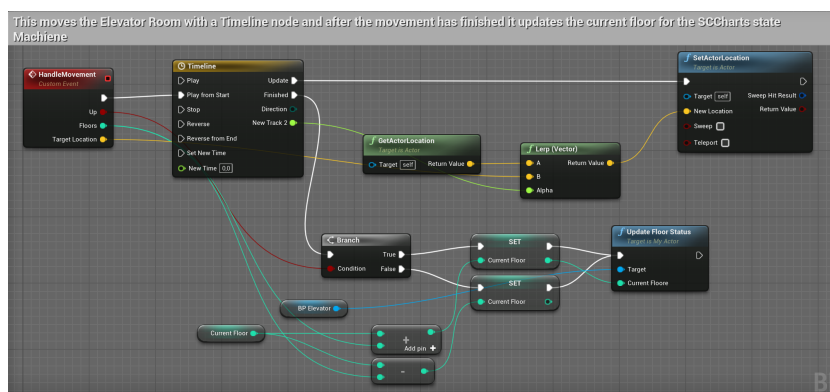 This moves the Elevator Room with a Timeline node and after the movement has finished it updates the current floor for the SCCharts state
Machiene
HandleMovement
Custom Event
Up
Floors
Target Location
Timeline
Play
Update
Play from Start
Finished
Stop
Direction
Reverse
New Track 2
Reverse from End
Set New Time
New Time 0,0
GetActorLocation
Target is Actor
Target self
Return Value
Lerp (Vector)
A
Return Value
B
Alpha
SetActorLocation
Target is Actor
Target self
Sweep Hit Result
New Location
Return Value
Sweep
Teleport
Branch
True
Condition
False
SET
Current Floor
SET
Current Floor
Update Floor Status
Target is My Actor
Target
Current Floore
BP Elevator
Current Floor
+
Add pin +
-
B